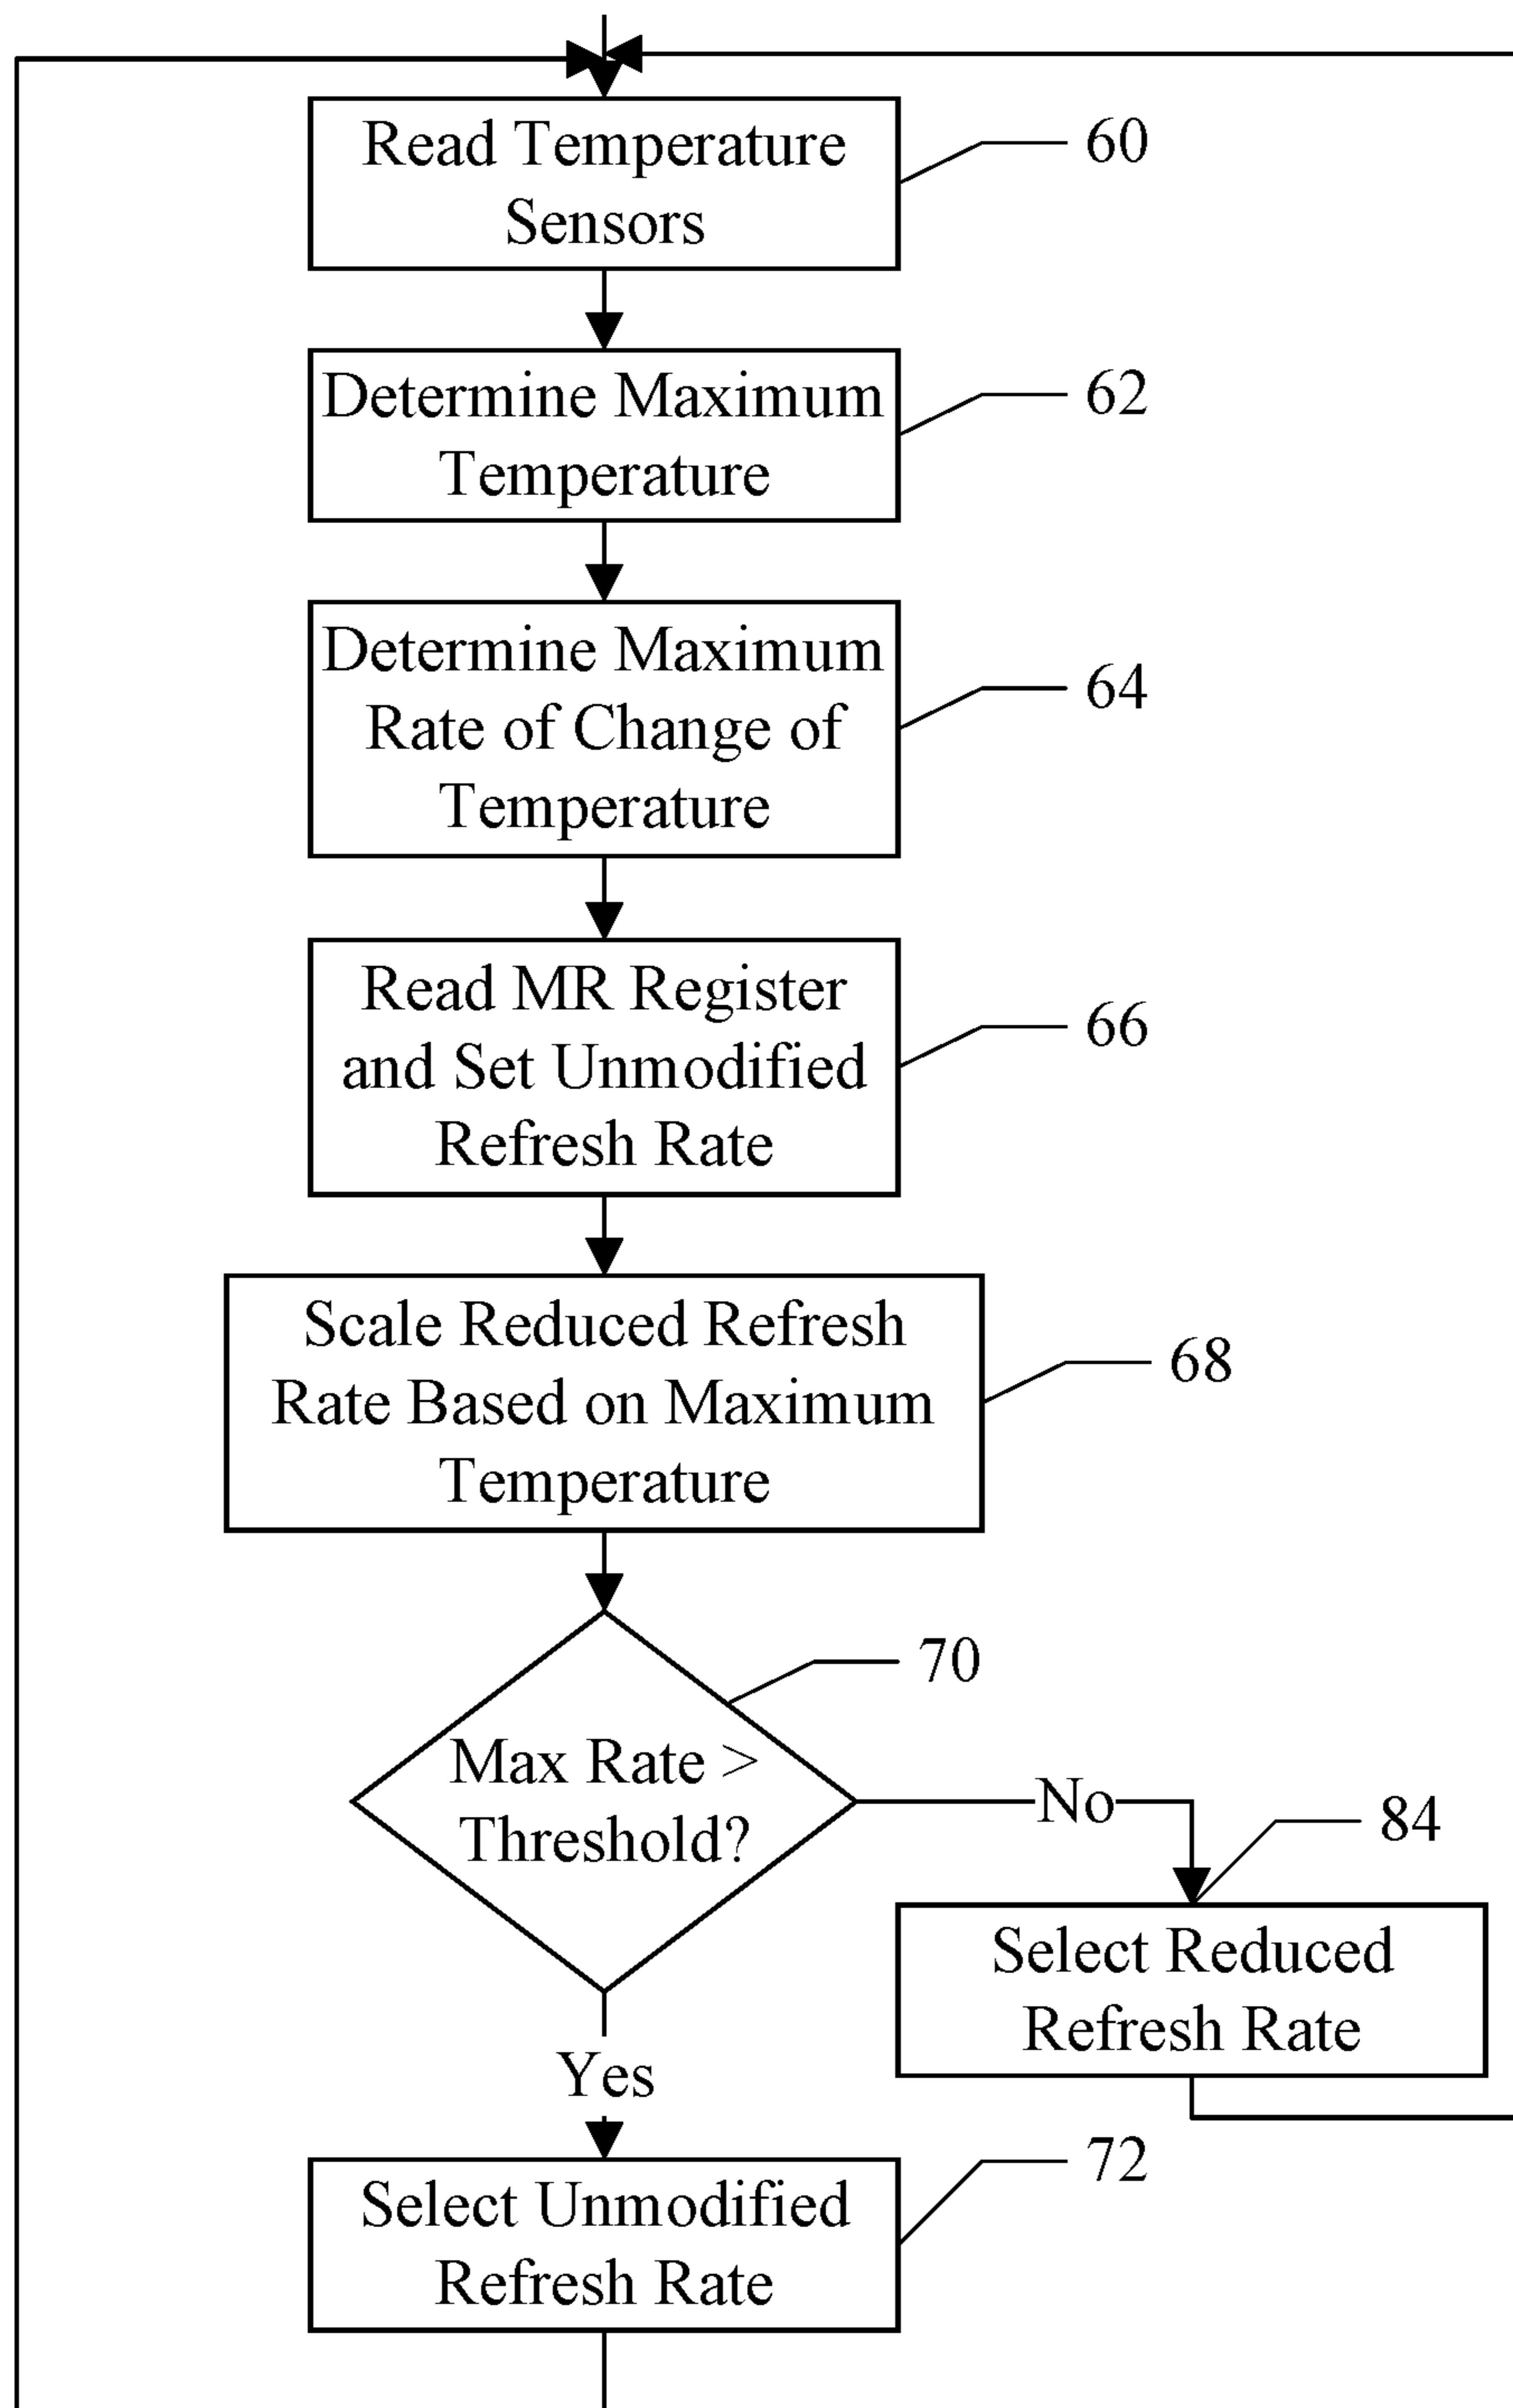 Read Temperature
Sensors
60
Determine Maximum
Temperature
62
Determine Maximum
Rate of Change of
Temperature
64
Read MR Register
and Set Unmodified
Refresh Rate
66
Scale Reduced Refresh
Rate Based on Maximum
Temperature
68
70
Max Rate >
Threshold?
No
84
Select Reduced
Refresh Rate
Yes
72
Select Unmodified
Refresh Rate